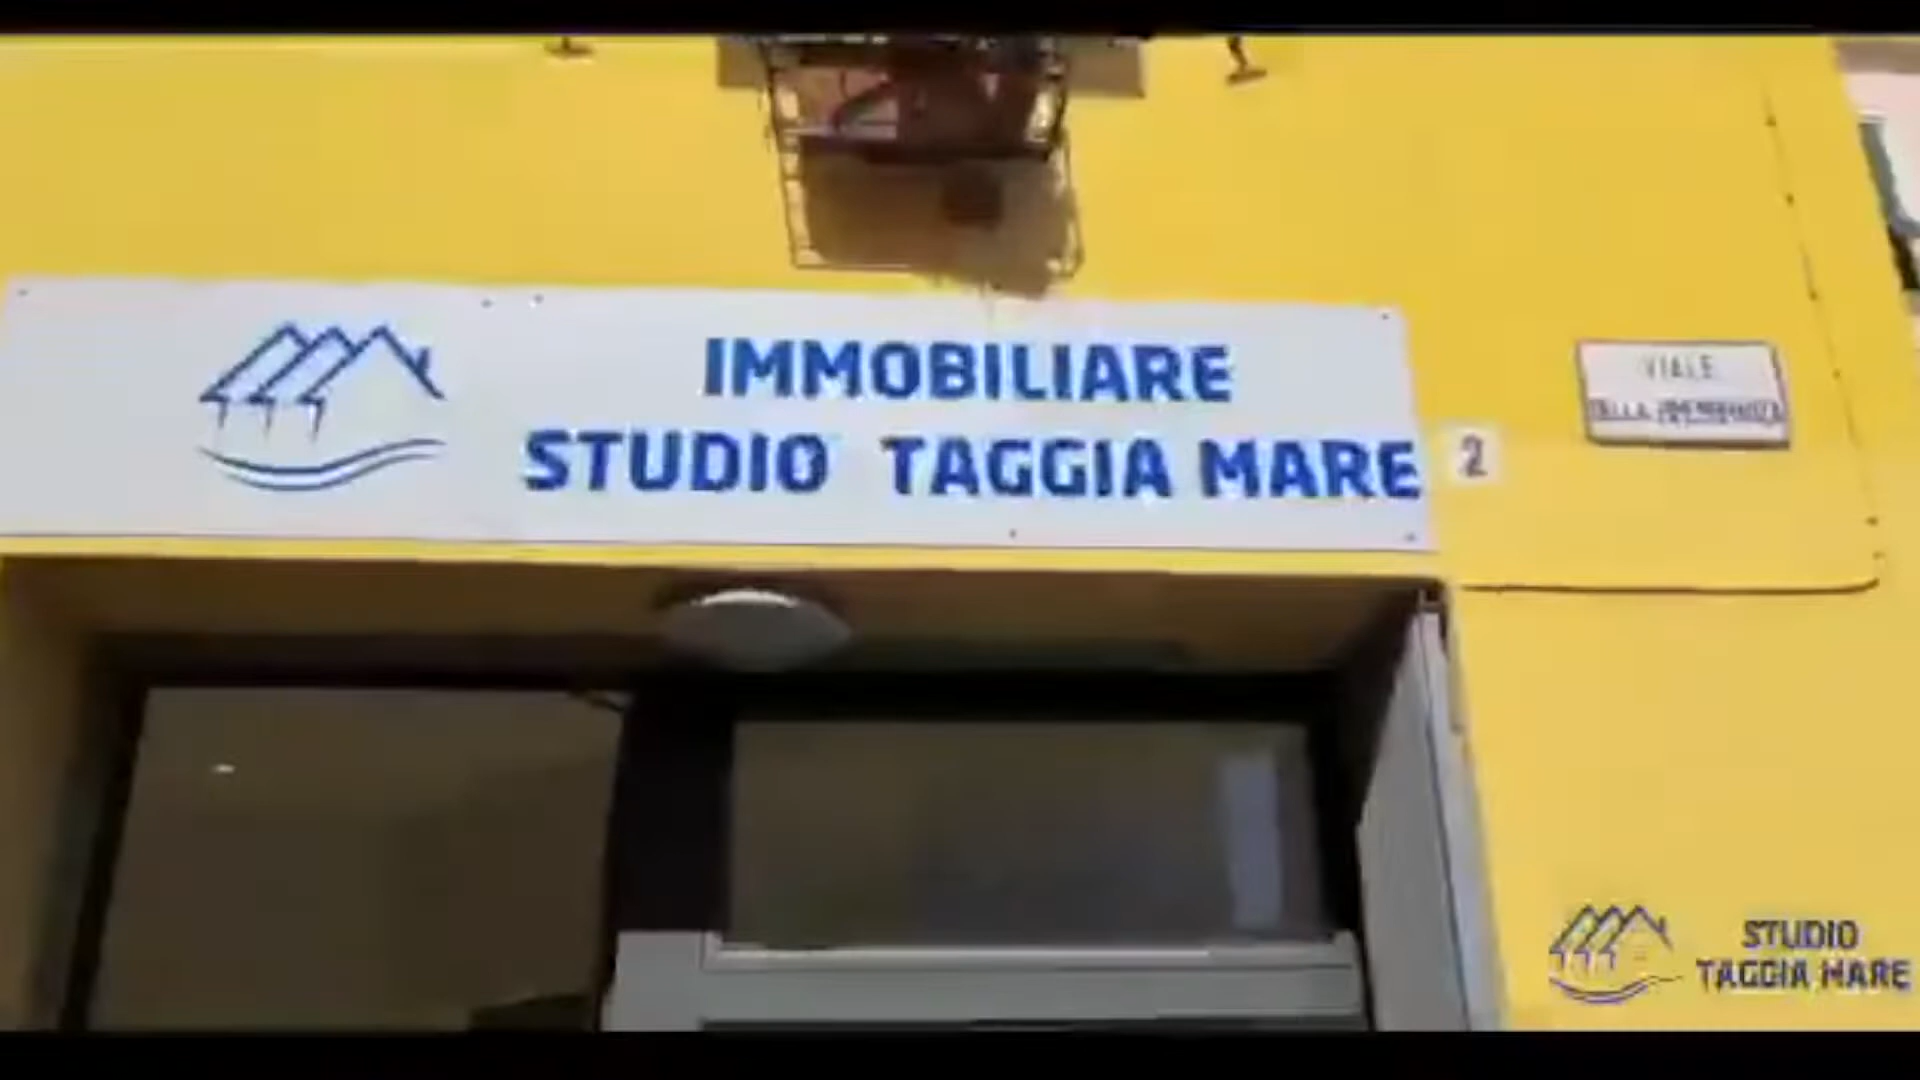 IMMOBILIARE
STUDIO TAGGIA MARE
2
VIALE
STUDIO
TAGGIA MARE